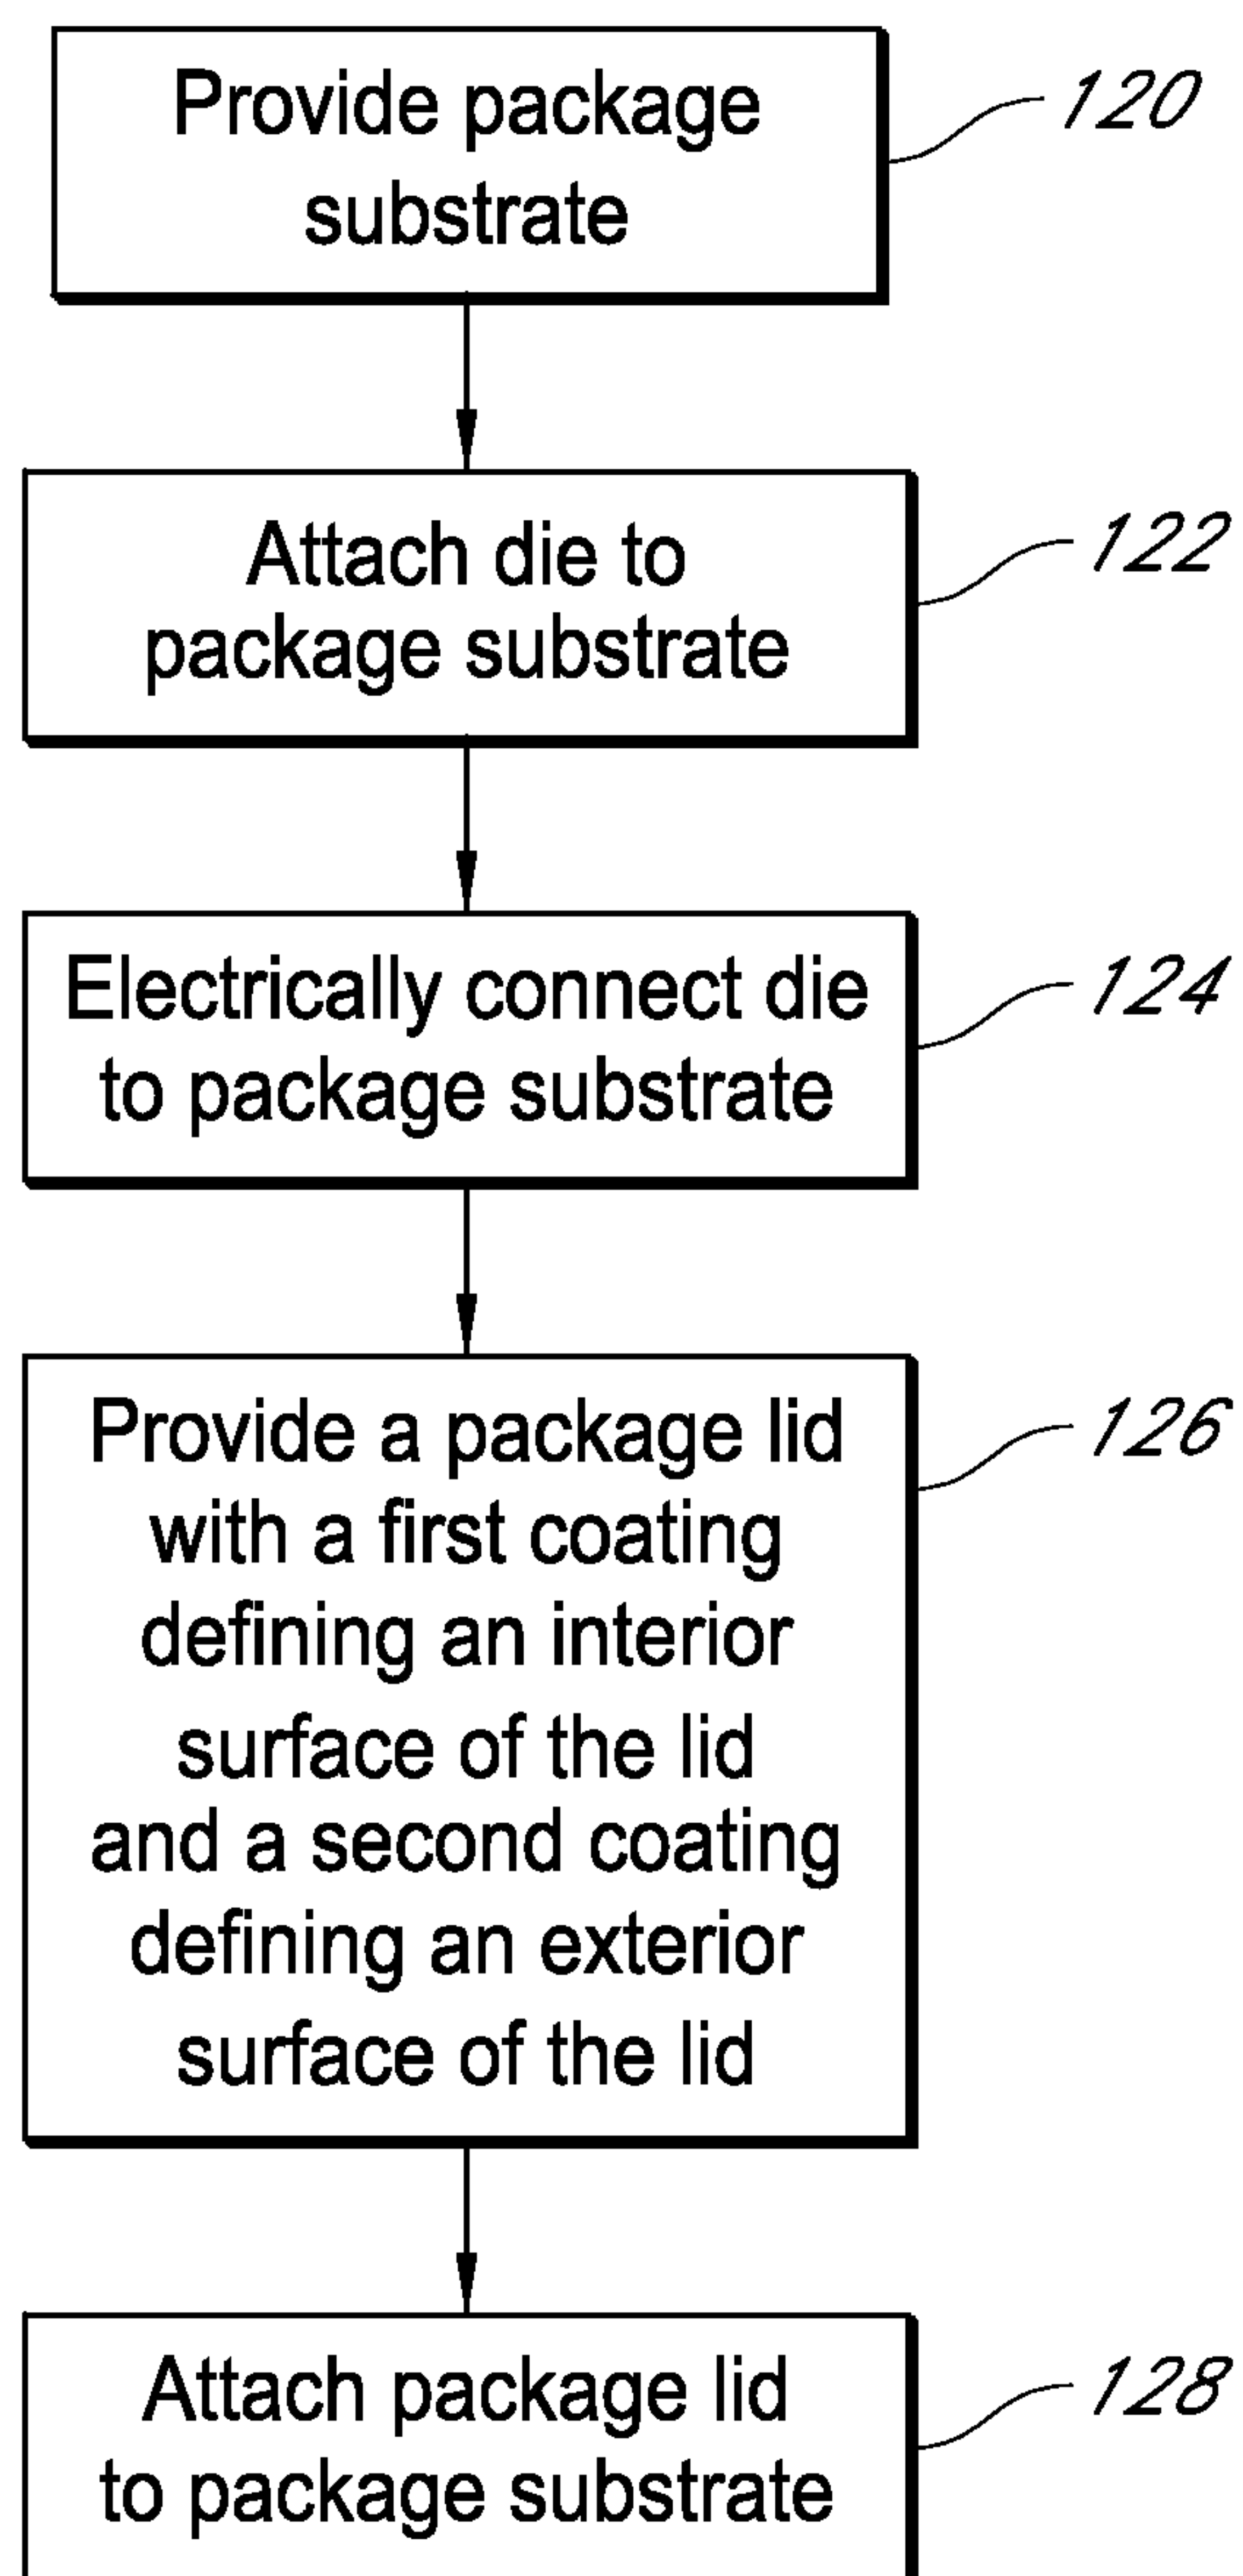 Provide package
substrate
120
Attach die to
package substrate
122
Electrically connect die
to package substrate
124
Provide a package lid
with a first coating
defining an interior
surface of the lid
and a second coating
defining an exterior
surface of the lid
126
Attach package lid
to package substrate
128